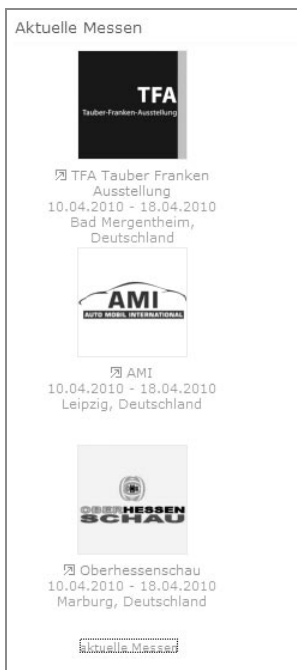 Aktuelle Messen
TFA
Tauber-Franken-Ausstellung
TFA Tauber Franken
Ausstellung
10.04.2010 - 18.04.2010
Bad Mergentheim,
Deutschland
AMI
AUTO MOBIL INTERNATIONAL
AMI
10.04.2010 - 18.04.2010
Leipzig, Deutschland
OBERHESSEN
SCHAU
Oberhessenschau
10.04.2010 - 18.04.2010
Marburg, Deutschland
aktuelle Messen